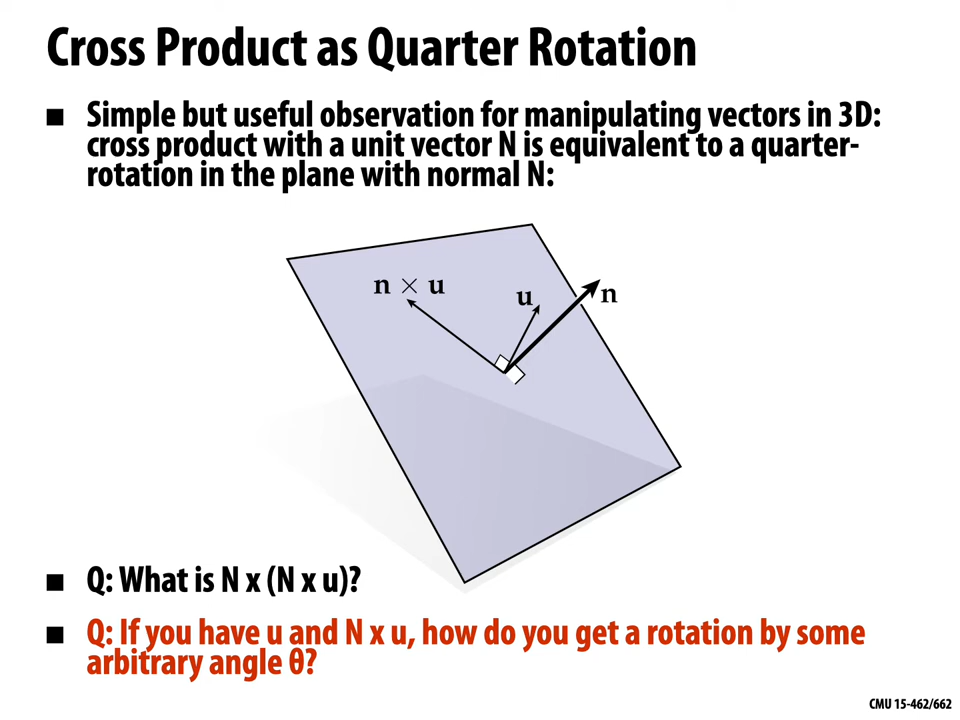 Cross Product as Quarter Rotation
■ Simple but useful observation for manipulating vectors in 3D:
cross product with a unit vector N is equivalent to a quarter-
rotation in the plane with normal N:
n × u
u
n
■ Q: What is N x (N x u)?
■ Q: If you have u and N x u, how do you get a rotation by some
arbitrary angle θ?
CMU 15-462/662